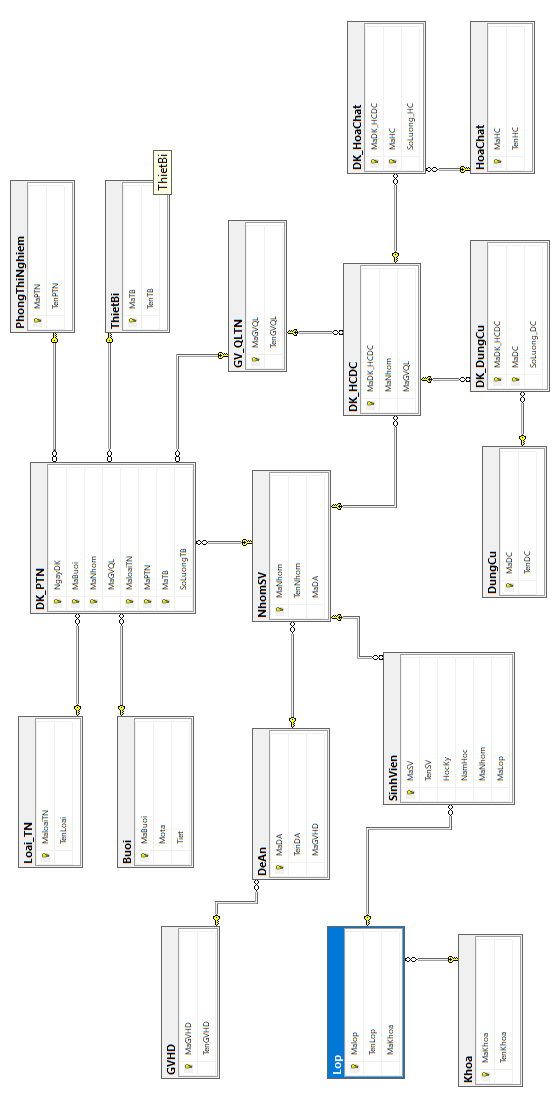 Loai_TN
MaloaiTN
TenLoai
Buoi
MaBuoi
Mota
Tiet
GVHD
MaGVHD
TenGVHD
DeAn
MaDA
TenDA
MaGVHD
Lop
Malop
TenLop
MaKhoa
Khoa
MaKhoa
TenKhoa
SinhVien
MaSV
TenSV
HocKy
NamHoc
MaNhom
MaLop
DK_PTN
NgayDK
MaBuoi
MaNhom
MaGVQL
MaloaiTN
MaPTN
MaTB
SoLuongTB
NhomSV
MaNhom
TenNhom
MaDA
DungCu
MaDC
TenDC
PhongThiNghiem
MaPTN
TenPTN
ThietBi
MaTB
TenTB
ThietBi
GV_QLTN
MaGVQL
TenGVQL
DK_HCDC
MaDK_HCDC
MaNhom
MaGVQL
DK_DungCu
MaDK_HCDC
MaDC
SoLuong_DC
DK_HoaChat
MaDK_HCDC
MaHC
SoLuong_HC
HoaChat
MaHC
TenHC